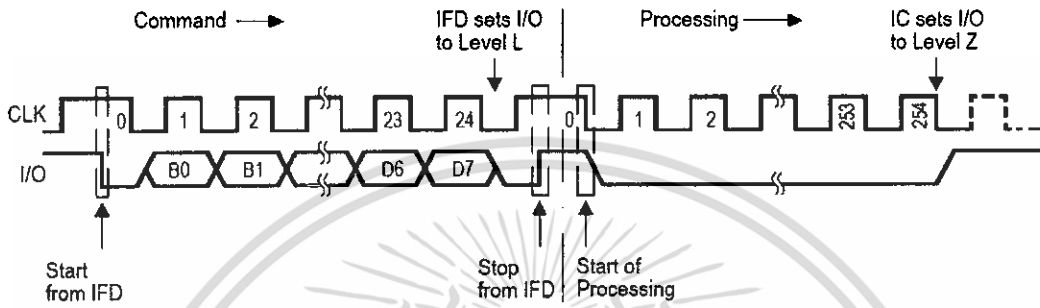 Command
IFD sets I/O
to Level L
Processing
IC sets I/O
to Level Z
CLK
0 1 2 23 24 0 1 2 253 254
I/O
B0 B1 D6 D7
Start
from IFD
Stop
from IFD
Start of
Processing